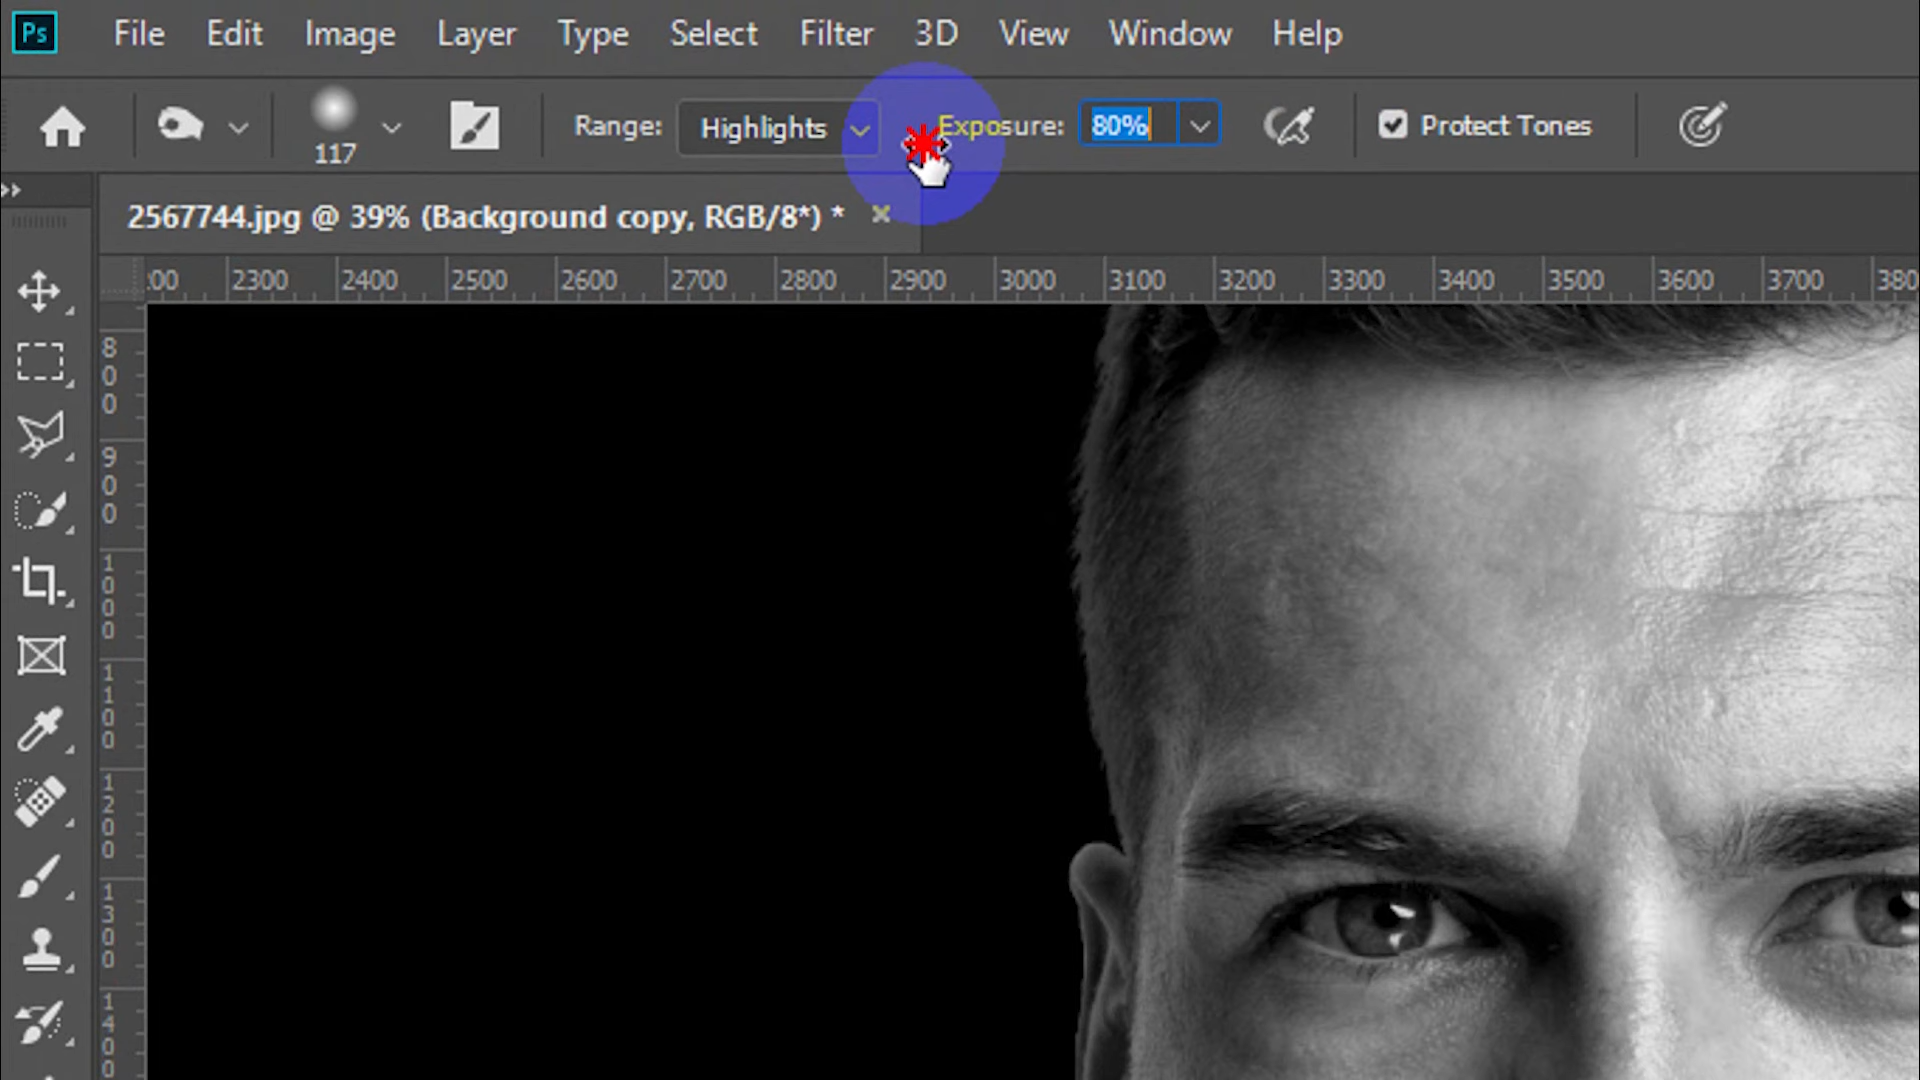 Ps File Edit Image Layer Type Select Filter 3D View Window Help
117 Range: Highlights Exposure: 80% Protect Tones
2567744.jpg @ 39% (Background copy, RGB/8*) *
2300 2400 2500 2600 2700 2800 2900 3000 3100 3200 3300 3400 3500 3600 3700
800
900
1000
1100
1200
1300
1400